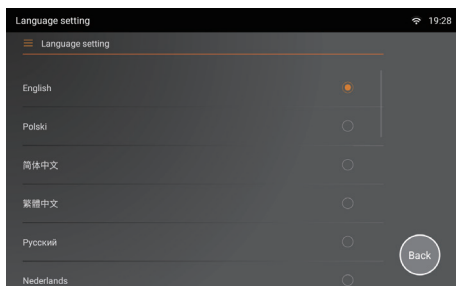 Language setting
19:28
Language setting
English
Polski
简体中文
繁體中文
Русский
Back
Nederlands